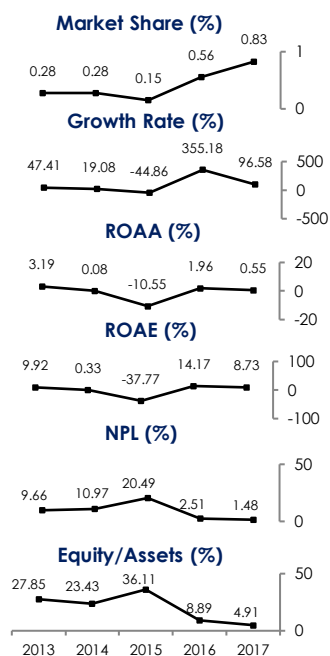 Market Share (%)
0.28 0.28 0.15 0.56 0.83
1
0
Growth Rate (%)
47.41 19.08 -44.86 355.18 96.58
500
0
-500
ROAA (%)
3.19 0.08 -10.55 1.96 0.55
20
0
-20
ROAE (%)
9.92 0.33 -37.77 14.17 8.73
100
0
-100
NPL (%)
9.66 10.97 20.49 2.51 1.48
50
0
Equity/Assets (%)
27.85 23.43 36.11 8.89 4.91
50
0
2013 2014 2015 2016 2017